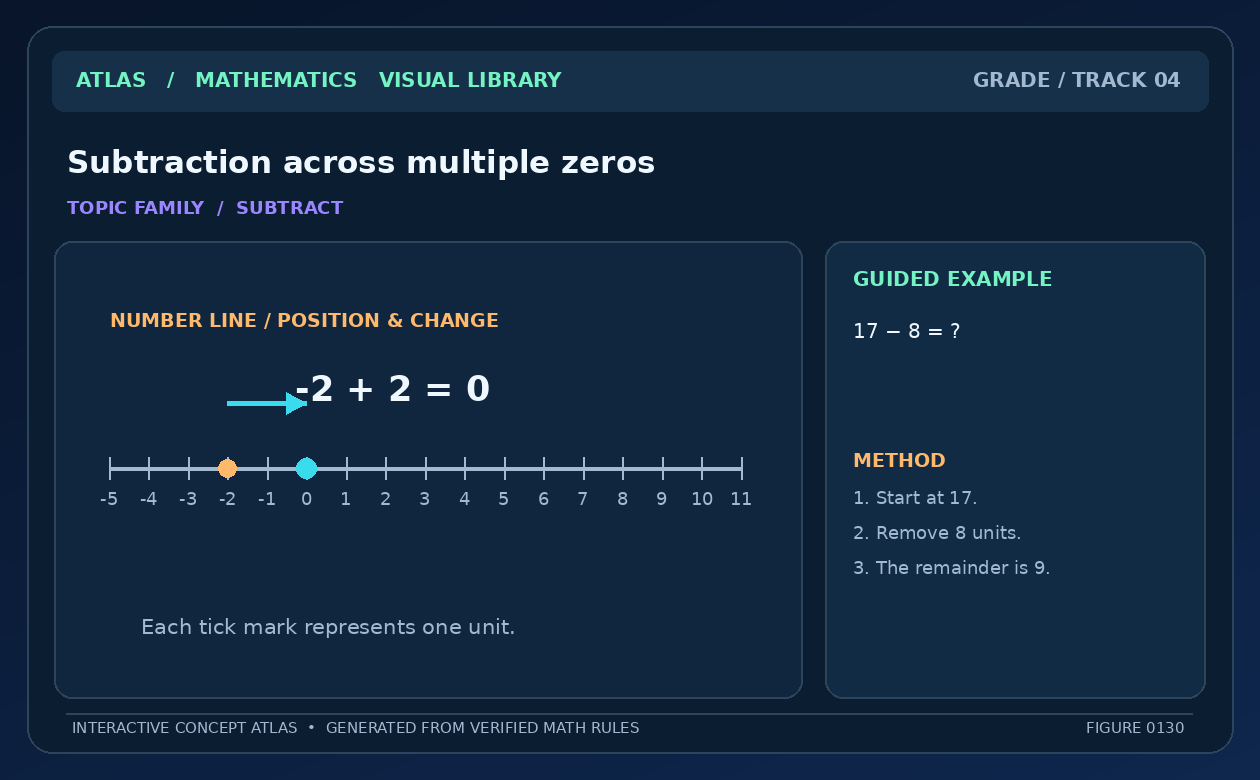 ATLAS / MATHEMATICS VISUAL LIBRARY
GRADE / TRACK 04
Subtraction across multiple zeros
TOPIC FAMILY / SUBTRACT
NUMBER LINE / POSITION & CHANGE
-2 + 2 = 0
-5 -4 -3 -2 -1 0 1 2 3 4 5 6 7 8 9 10 11
Each tick mark represents one unit.
GUIDED EXAMPLE
17 − 8 = ?
METHOD
1. Start at 17.
2. Remove 8 units.
3. The remainder is 9.
INTERACTIVE CONCEPT ATLAS • GENERATED FROM VERIFIED MATH RULES
FIGURE 0130